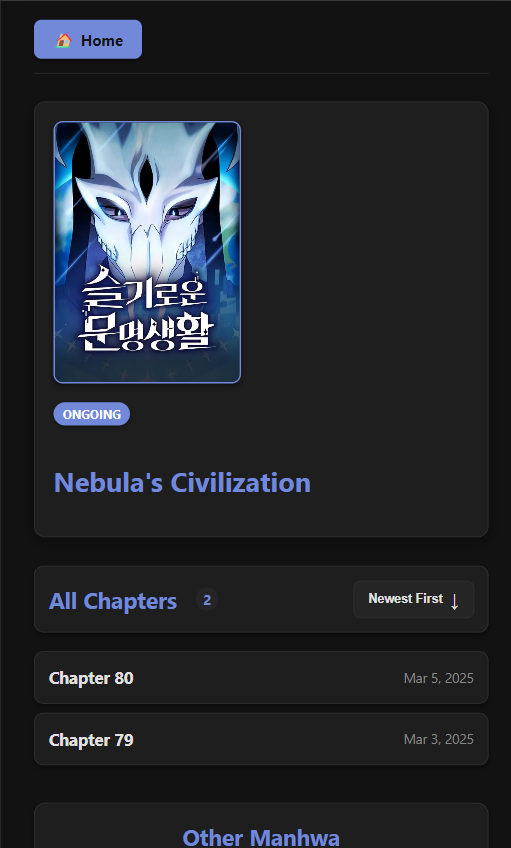 Home
슬기로운
문명생활
ONGOING
Nebula's Civilization
All Chapters 2
Newest First ↓
Chapter 80 Mar 5, 2025
Chapter 79 Mar 3, 2025
Other Manhwa